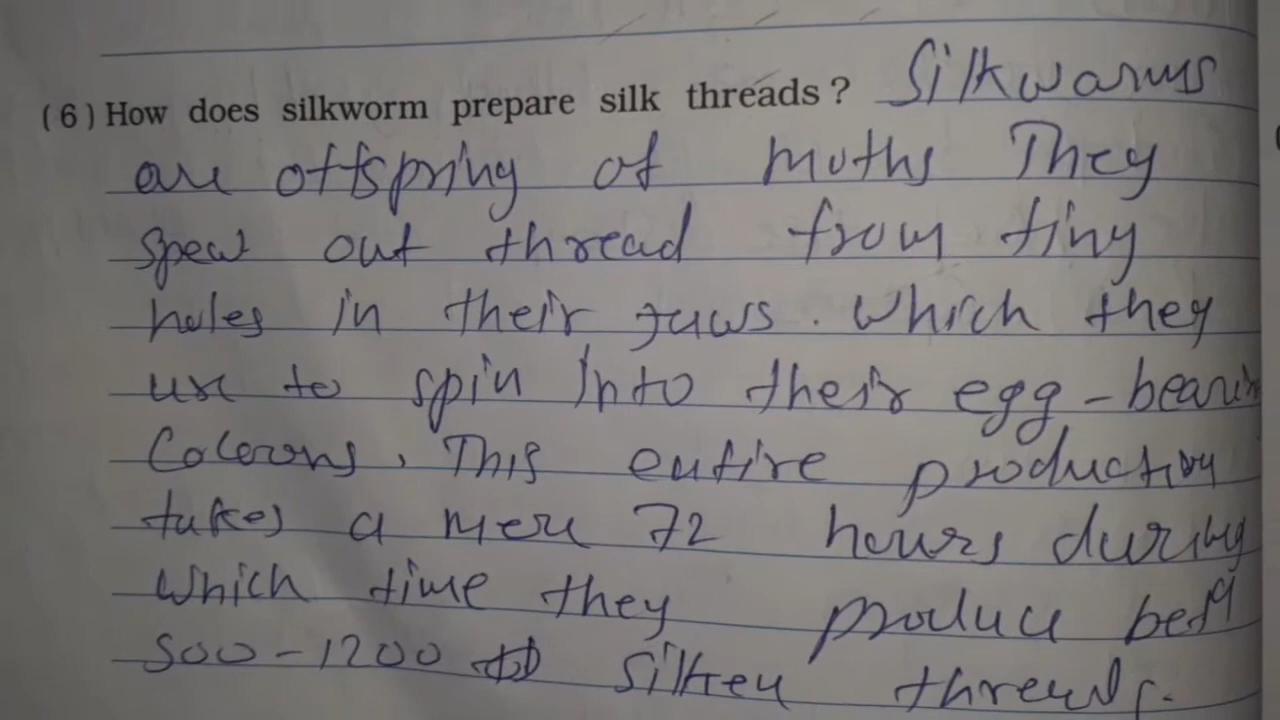 (6) How does silkworm prepare silk threads? Silkworms
are offspring of moths They
spew out thread from tiny
holes in their jaws. which they
use to spin into their egg-bearin
Cocoons, This entire production
takes a mere 72 hours during
which time they produce
500-1200 silken threads.